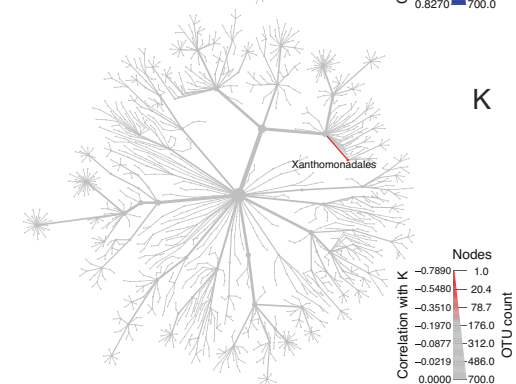 0.8270 700.0
K
Xanthomonadales
Nodes
−0.7890 1.0
−0.5480 20.4
−0.3510 78.7
−0.1970 176.0
−0.0877 312.0
−0.0219 486.0
0.0000 700.0
Correlation with K
OTU count